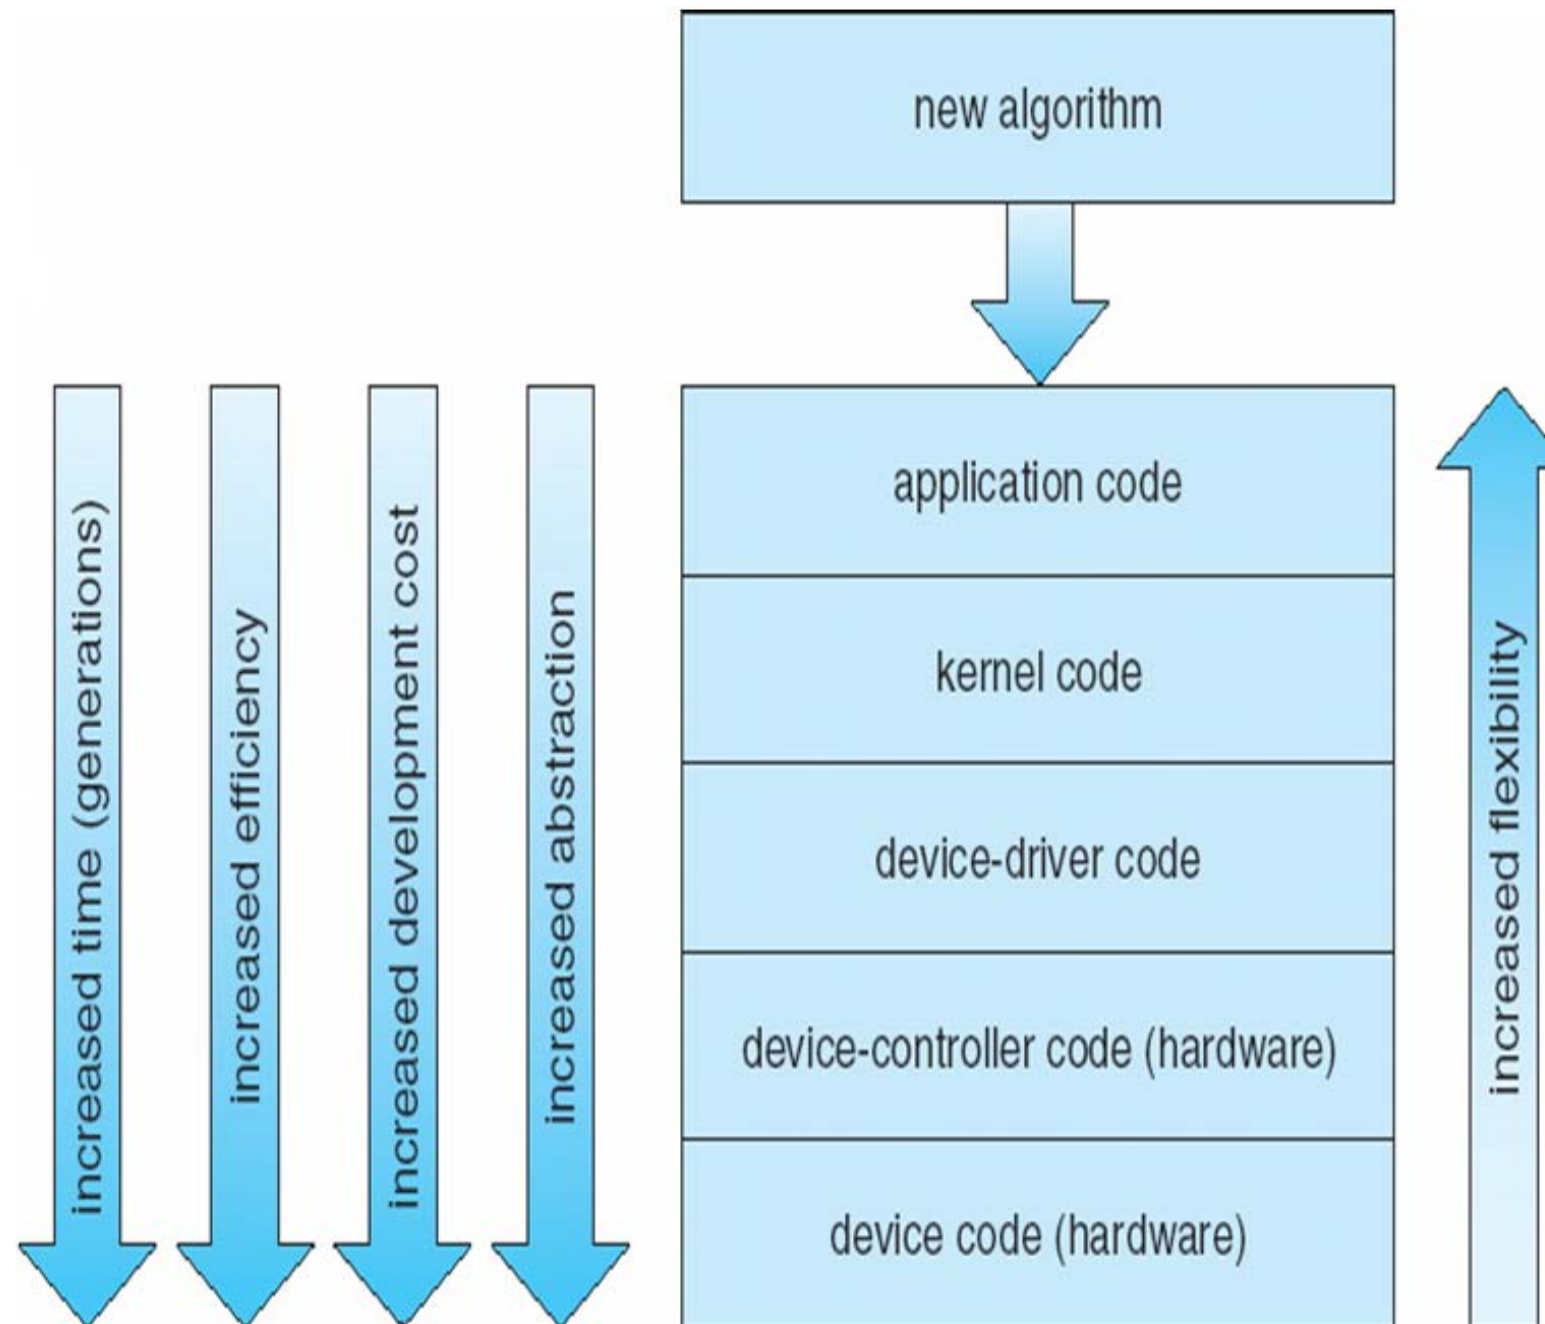 new algorithm
increased time (generations)
increased efficiency
increased development cost
increased abstraction
application code
kernel code
device-driver code
device-controller code (hardware)
device code (hardware)
increased flexibility